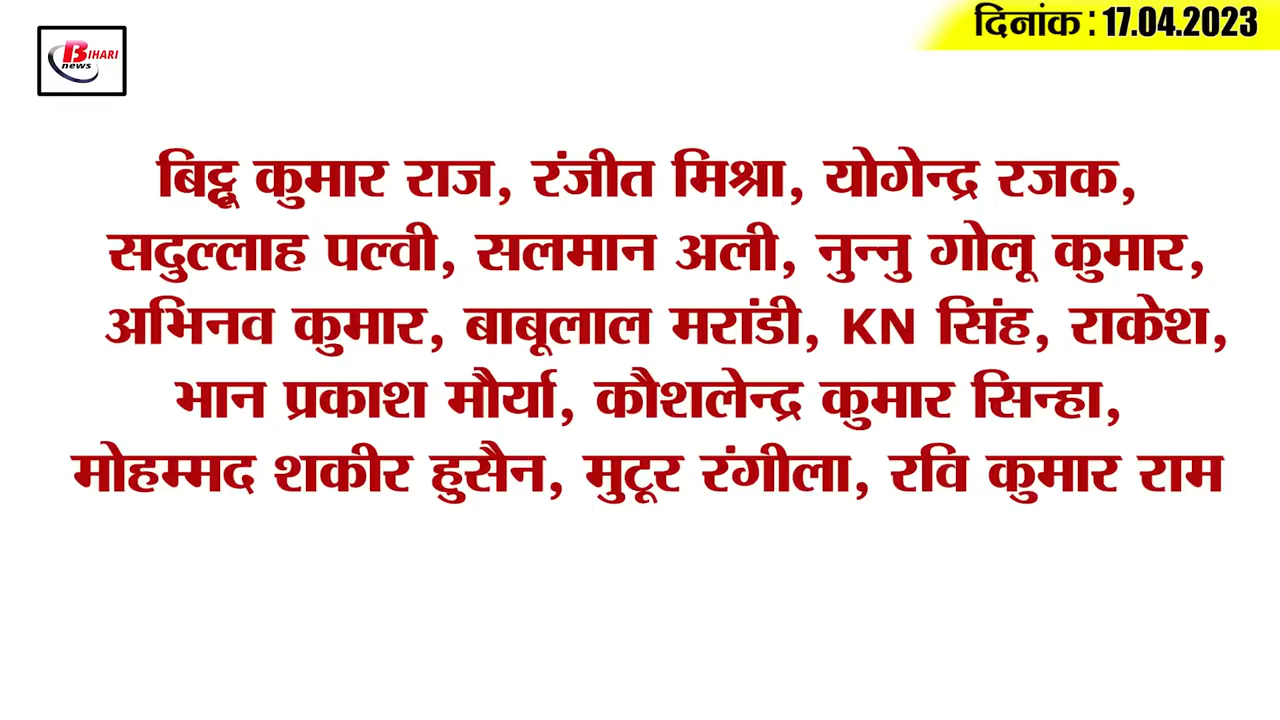 BIHARI
news
दिनांक : 17.04.2023
बिट्टू कुमार राज, रंजीत मिश्रा, योगेन्द्र रजक,
सदुल्लाह पल्वी, सलमान अली, नुन्नु गोलू कुमार,
अभिनव कुमार, बाबूलाल मरांडी, KN सिंह, राकेश,
भान प्रकाश मौर्या, कौशलेन्द्र कुमार सिन्हा,
मोहम्मद शकीर हुसैन, मुटूर रंगीला, रवि कुमार राम